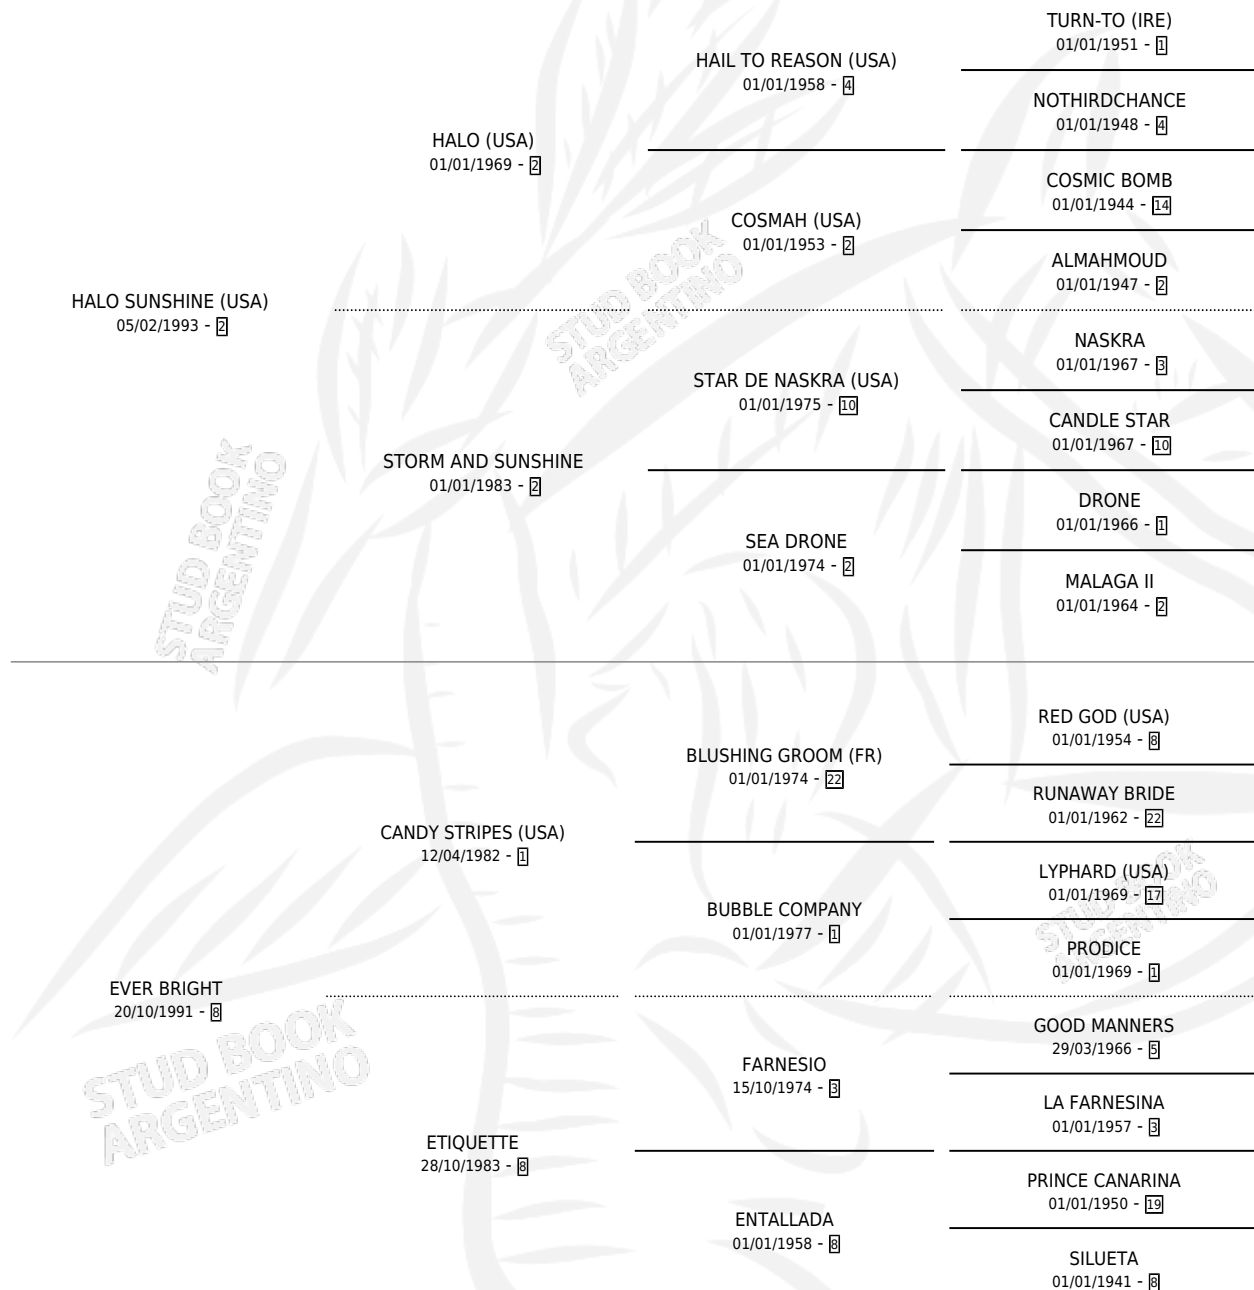 TURN-TO (IRE)
01/01/1951 - 1
HAIL TO REASON (USA)
01/01/1958 - 4
NOTHIRDCHANCE
01/01/1948 - 4
HALO (USA)
01/01/1969 - 2
COSMIC BOMB
01/01/1944 - 14
COSMAH (USA)
01/01/1953 - 2
ALMAHMOUD
01/01/1947 - 2
HALO SUNSHINE (USA)
05/02/1993 - 2
NASKRA
01/01/1967 - 3
STAR DE NASKRA (USA)
01/01/1975 - 10
CANDLE STAR
01/01/1967 - 10
STORM AND SUNSHINE
01/01/1983 - 2
DRONE
01/01/1966 - 1
SEA DRONE
01/01/1974 - 2
MALAGA II
01/01/1964 - 2
RED GOD (USA)
01/01/1954 - 8
BLUSHING GROOM (FR)
01/01/1974 - 22
RUNAWAY BRIDE
01/01/1962 - 22
CANDY STRIPES (USA)
12/04/1982 - 1
LYPHARD (USA)
01/01/1969 - 17
BUBBLE COMPANY
01/01/1977 - 1
PRODICE
01/01/1969 - 1
EVER BRIGHT
20/10/1991 - 8
GOOD MANNERS
29/03/1966 - 5
FARNESIO
15/10/1974 - 3
LA FARNESINA
01/01/1957 - 3
ETIQUETTE
28/10/1983 - 8
PRINCE CANARINA
01/01/1950 - 19
ENTALLADA
01/01/1958 - 8
SILUETA
01/01/1941 - 8
STUD BOOK
ARGENTINO
STUD BOOK
ARGENTINO
STUD BOOK
ARGENTINO
STUD BOOK
ARGENTINO